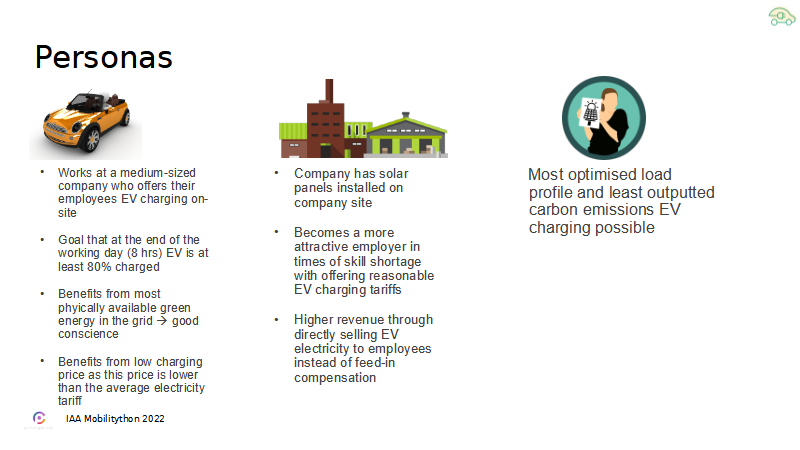 Personas
• Works at a medium-sized
company who offers their
employees EV charging on-
site
• Goal that at the end of the
working day (8 hrs) EV is at
least 80% charged
• Benefits from most
phyically available green
energy in the grid → good
conscience
• Benefits from low charging
price as this price is lower
than the average electricity
tariff
• Company has solar
panels installed on
company site
• Becomes a more
attractive employer in
times of skill shortage
with offering reasonable
EV charging tariffs
• Higher revenue through
directly selling EV
electricity to employees
instead of feed-in
compensation
Most optimised load
profile and least outputted
carbon emissions EV
charging possible
IAA Mobilitython 2022